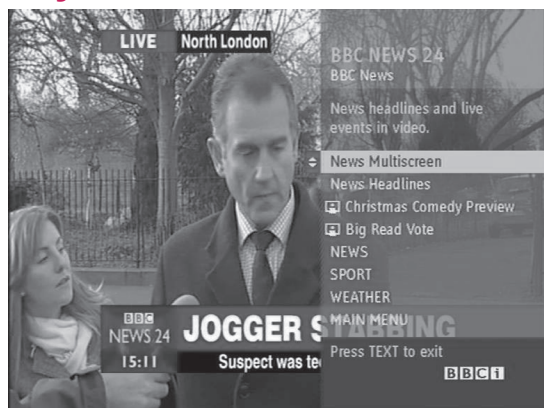 LIVE North London
BBC NEWS 24
BBC News
News headlines and live
events in video.
News Multiscreen
News Headlines
Christmas Comedy Preview
Big Read Vote
NEWS
SPORT
WEATHER
MAIN MENU
Press TEXT to exit
BBCi
BBC
NEWS 24
15:11
JOGGER STABBING
Suspect was